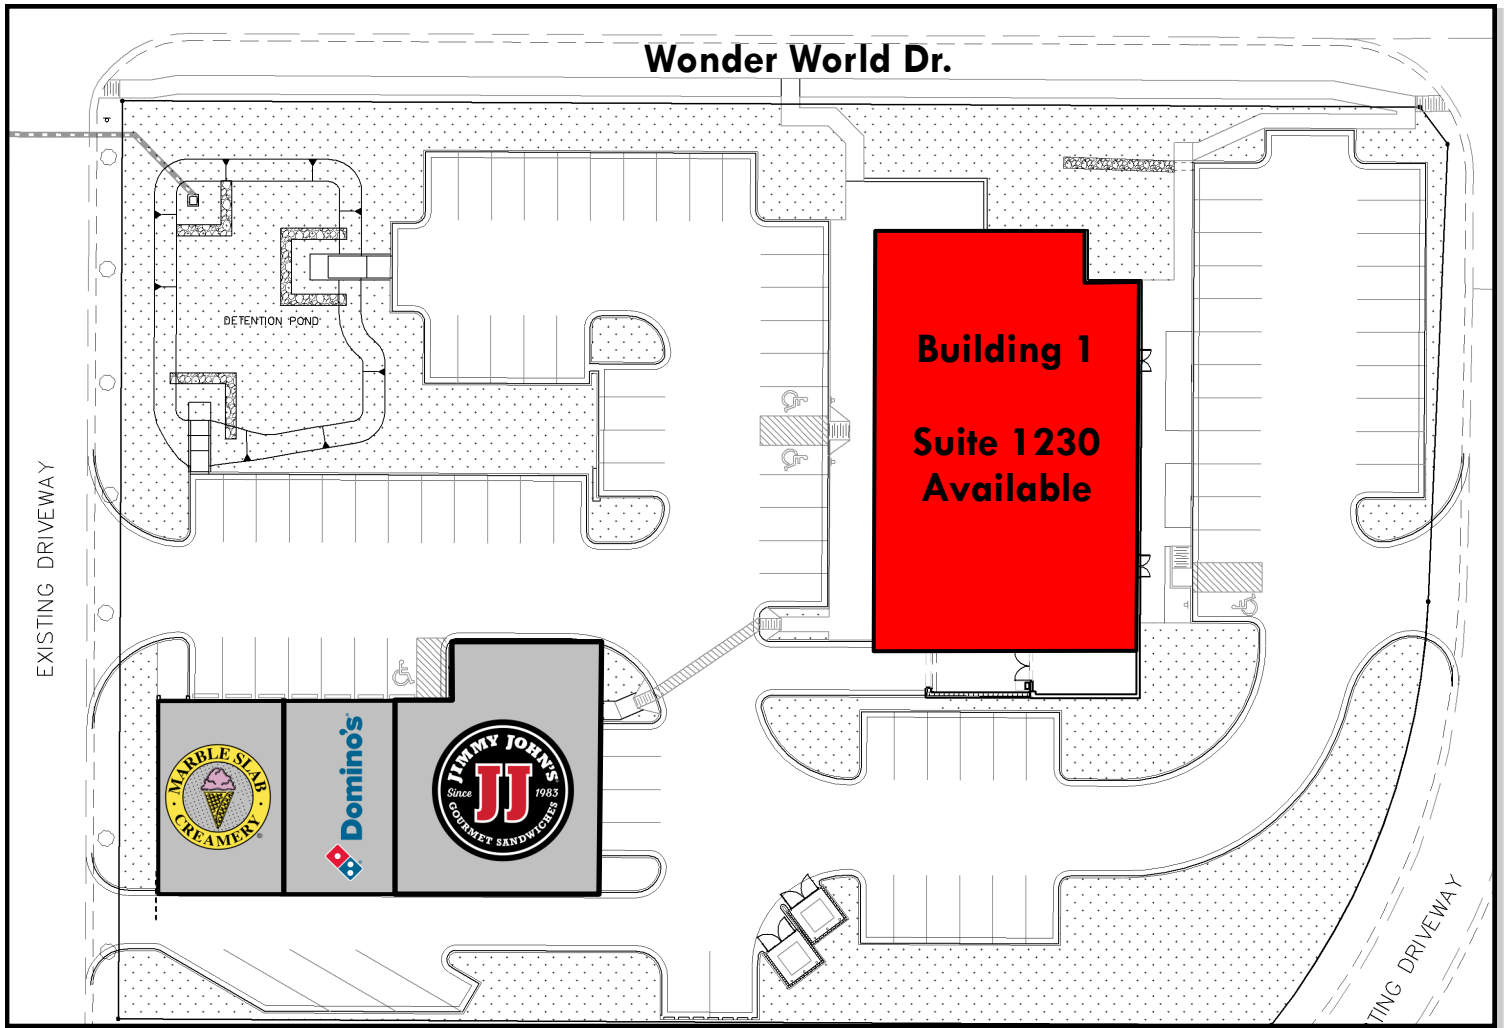 Wonder World Dr.
DETENTION POND
Building 1
Suite 1230
Available
EXISTING DRIVEWAY
MARBLE SLAB
CREAMERY
Domino's
JIMMY JOHN'S
Since 1983
JJ
GOURMET SANDWICHES
TING DRIVEWAY